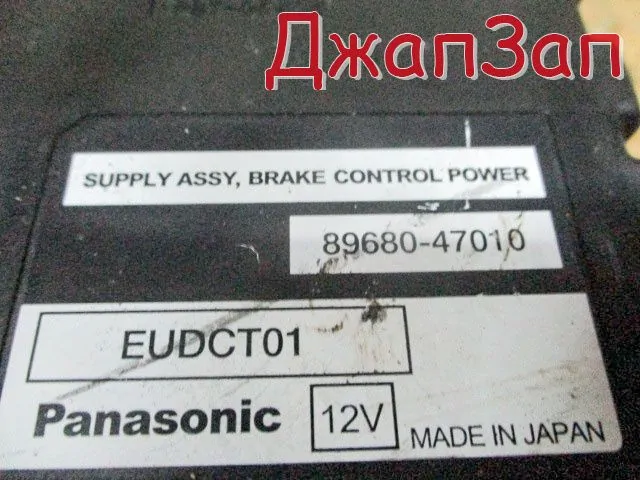 ДжапЗап
SUPPLY ASSY, BRAKE CONTROL POWER
89680-47010
EUDCT01
Panasonic 12V MADE IN JAPAN